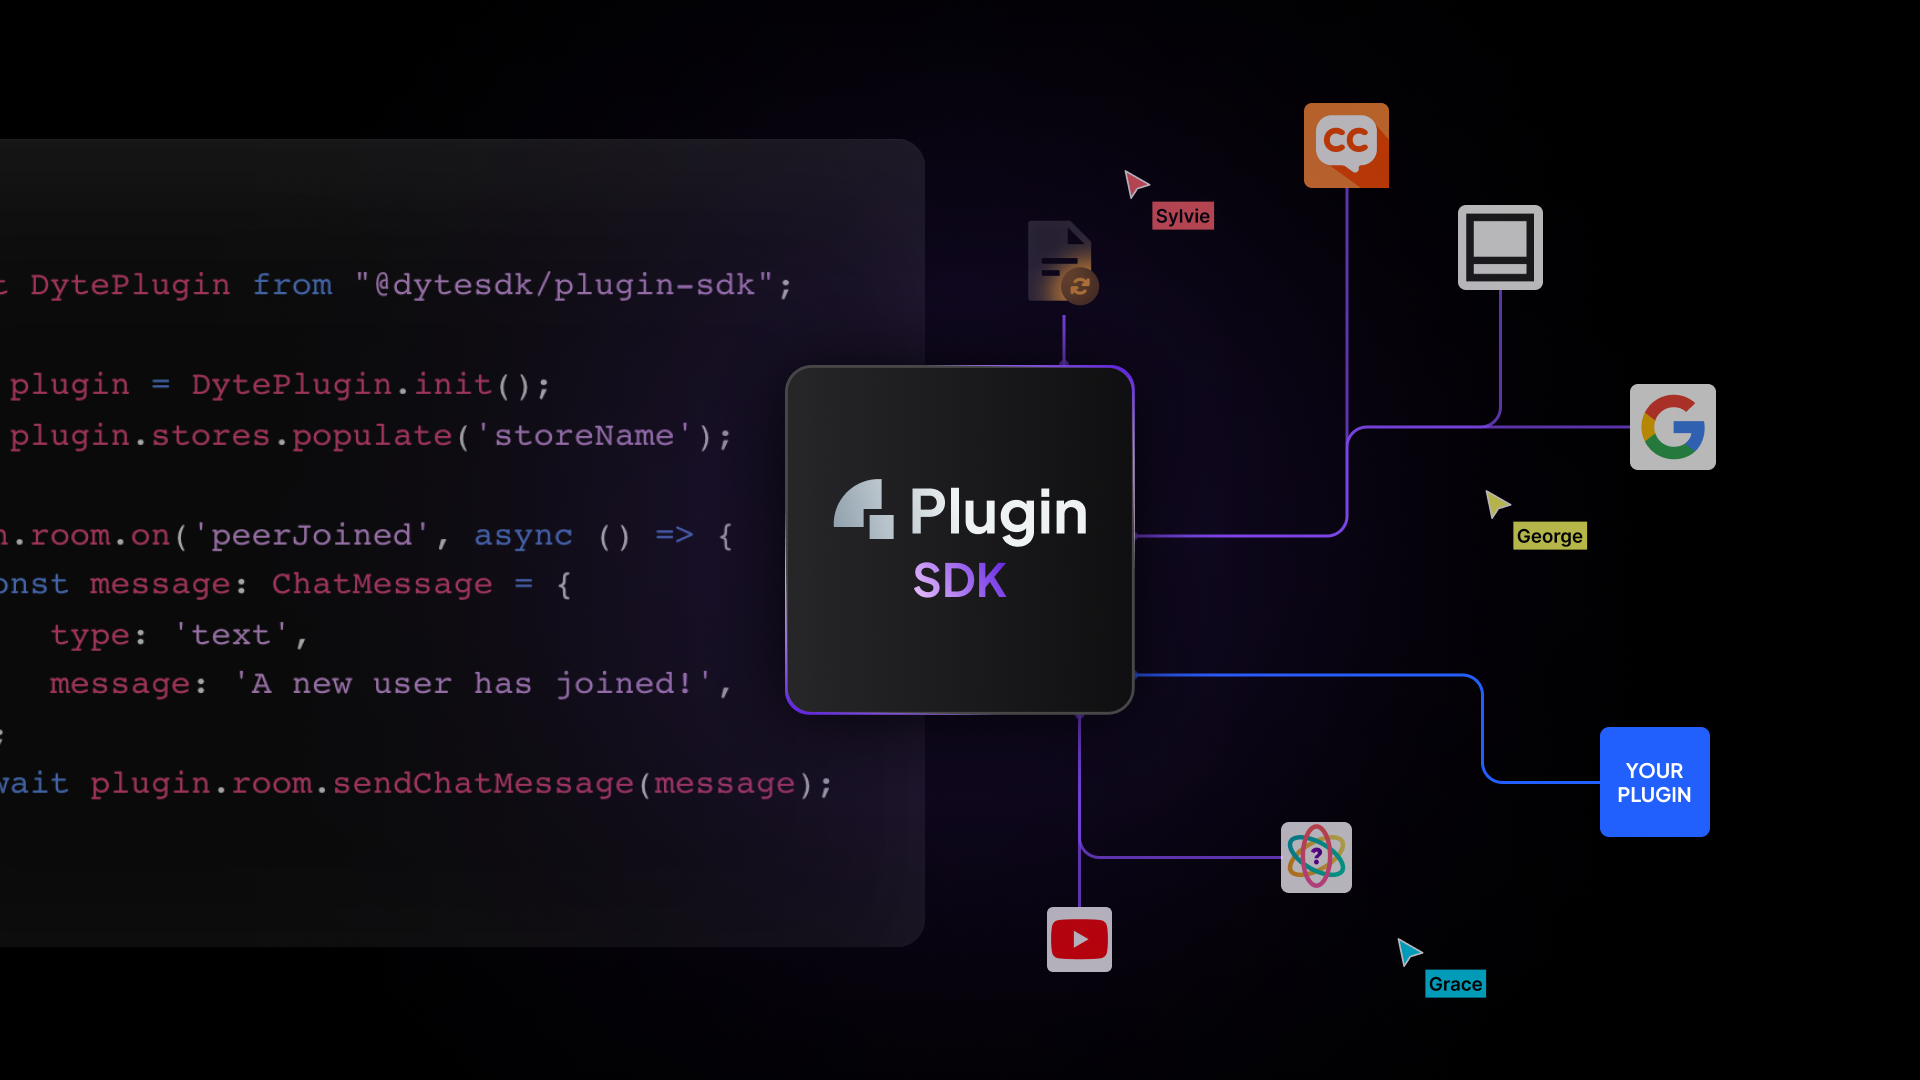 t DytePlugin from "@dytesdk/plugin-sdk";
plugin = DytePlugin.init();
plugin.stores.populate('storeName');
n.room.on('peerJoined', async () => {
onst message: ChatMessage = {
type: 'text',
message: 'A new user has joined!',
;
wait plugin.room.sendChatMessage(message);
Plugin
SDK
Sylvie
CC
G
George
YOUR
PLUGIN
?
Grace